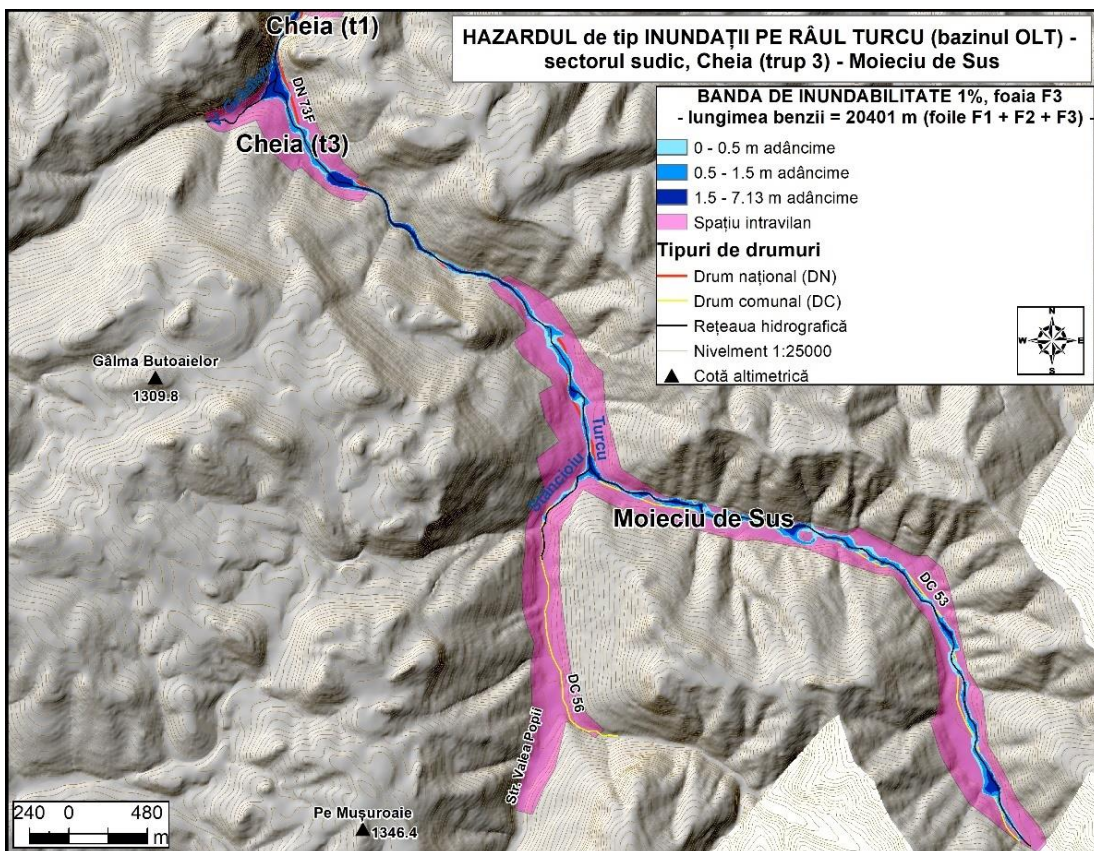 Cheia (t1)
HAZARDUL de tip INUNDAȚII PE RÂUL TURCU (bazinul OLT) -
sectorul sudic, Cheia (trup 3) - Moieciu de Sus
BANDA DE INUNDABILITATE 1%, foaia F3
- lungimea benzii = 20401 m (foile F1 + F2 + F3) -
0 - 0.5 m adâncime
0.5 - 1.5 m adâncime
1.5 - 7.13 m adâncime
Spațiu intravilan
Tipuri de drumuri
Drum național (DN)
Drum comunal (DC)
Rețeaua hidrografică
Nivelment 1:25000
Cotă altimetrică
N
W E
S
DN 73F
Cheia (t3)
Gâlma Butoaielor
1309.8
Turcu
Moieciu de Sus
DC 53
DC 56
Str. Valea Popii
Pe Mușuroaie
1346.4
240 0 480
m